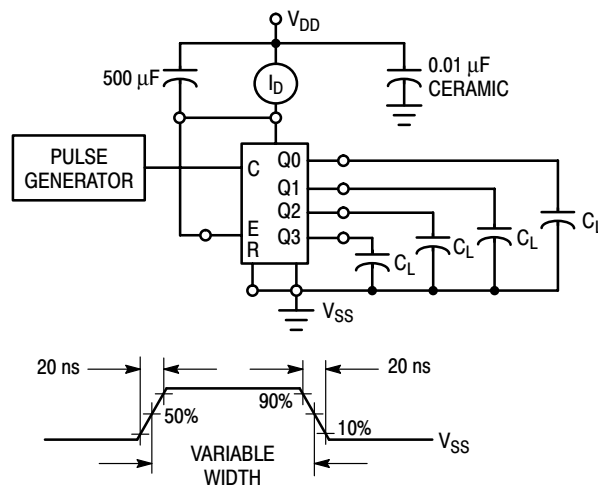 V_DD
500 µF
I_D
0.01 µF
CERAMIC
PULSE
GENERATOR
C
E
R
Q0
Q1
Q2
Q3
C_L
C_L
C_L
C_L
V_SS
20 ns
20 ns
50%
90%
10%
V_SS
VARIABLE
WIDTH